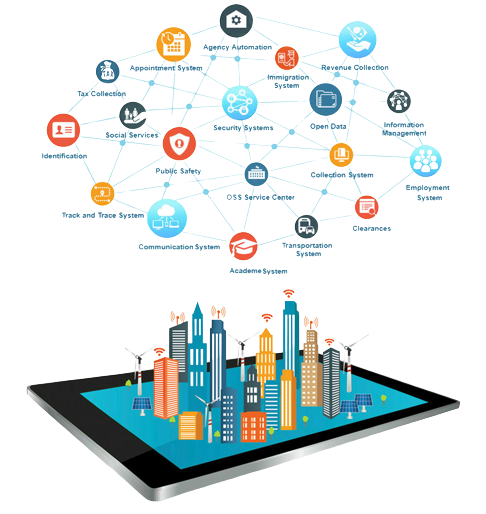 Agency Automation
Appointment System
Revenue Collection
Immigration
System
Tax Collection
Social Services
Security Systems
Open Data
Information
Management
Identification
Public Safety
Collection System
OSS Service Center
Employment
System
Track and Trace System
Clearances
Communication System
Transportation
System
Academe System